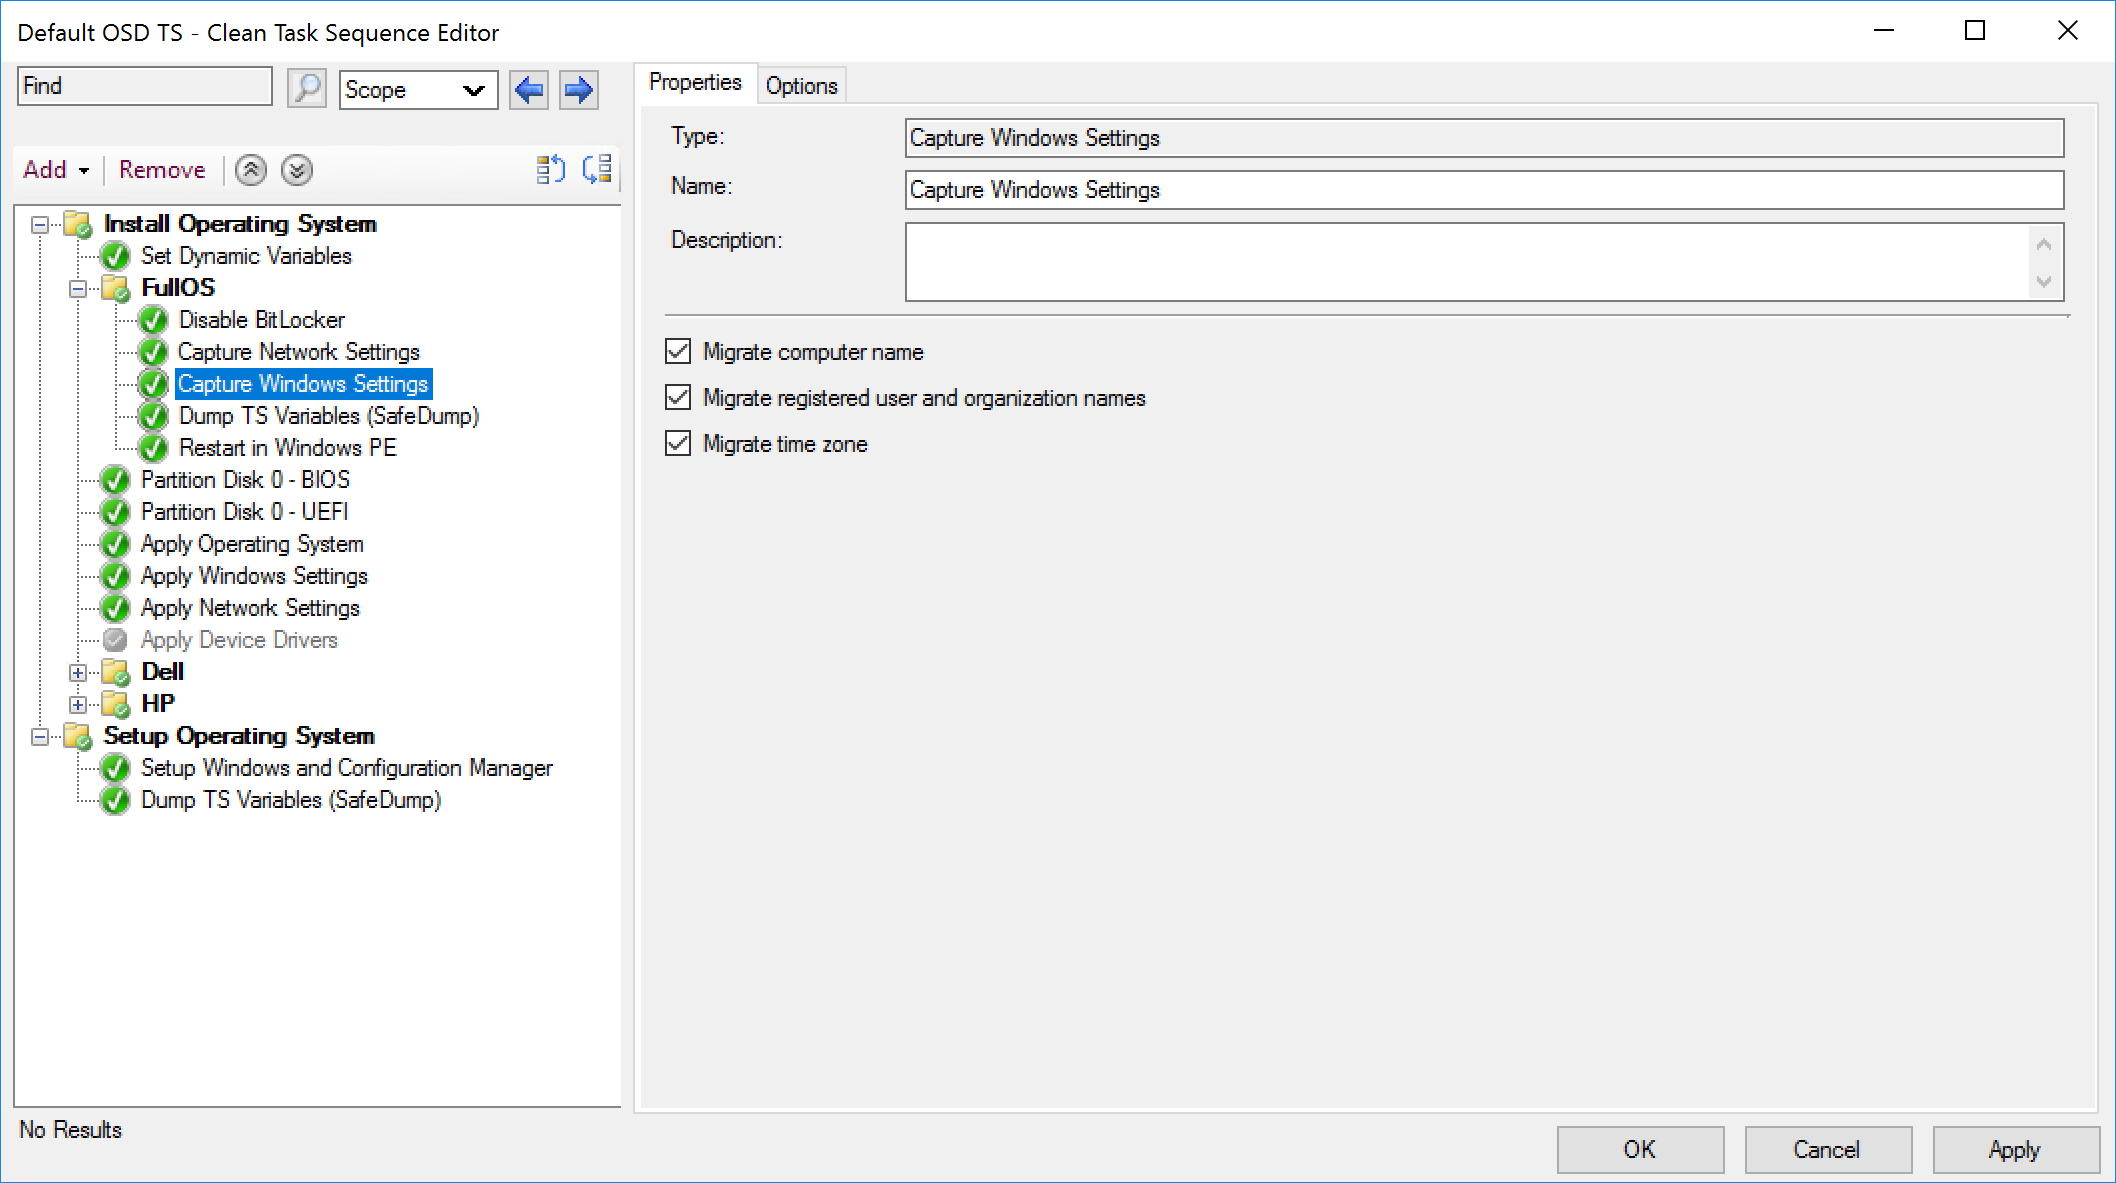 Default OSD TS - Clean Task Sequence Editor
Find
Scope
Add
Remove
Install Operating System
Set Dynamic Variables
FullOS
Disable BitLocker
Capture Network Settings
Capture Windows Settings
Dump TS Variables (SafeDump)
Restart in Windows PE
Partition Disk 0 - BIOS
Partition Disk 0 - UEFI
Apply Operating System
Apply Windows Settings
Apply Network Settings
Apply Device Drivers
Dell
HP
Setup Operating System
Setup Windows and Configuration Manager
Dump TS Variables (SafeDump)
No Results
Properties
Options
Type:
Capture Windows Settings
Name:
Capture Windows Settings
Description:
Migrate computer name
Migrate registered user and organization names
Migrate time zone
OK
Cancel
Apply